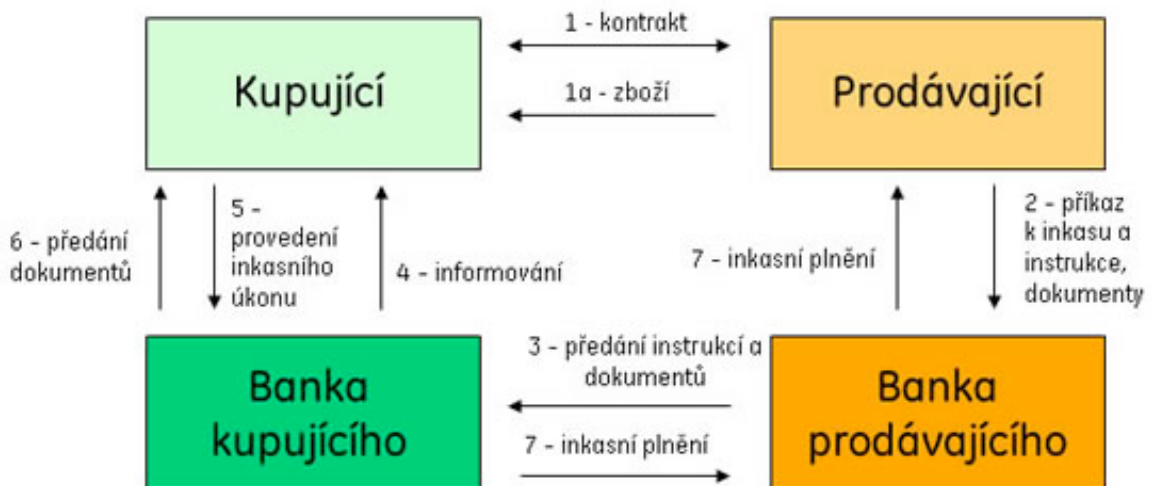 1 - kontrakt
Kupující
Prodávající
1a - zboží
6 - předání
dokumentů
5 -
provedení
inkasního
úkonu
4 - informování
7 - inkasní plnění
2 - příkaz
k inkasu a
instrukce,
dokumenty
3 - předání instrukcí a
dokumentů
Banka
kupujícího
7 - inkasní plnění
Banka
prodávajícího